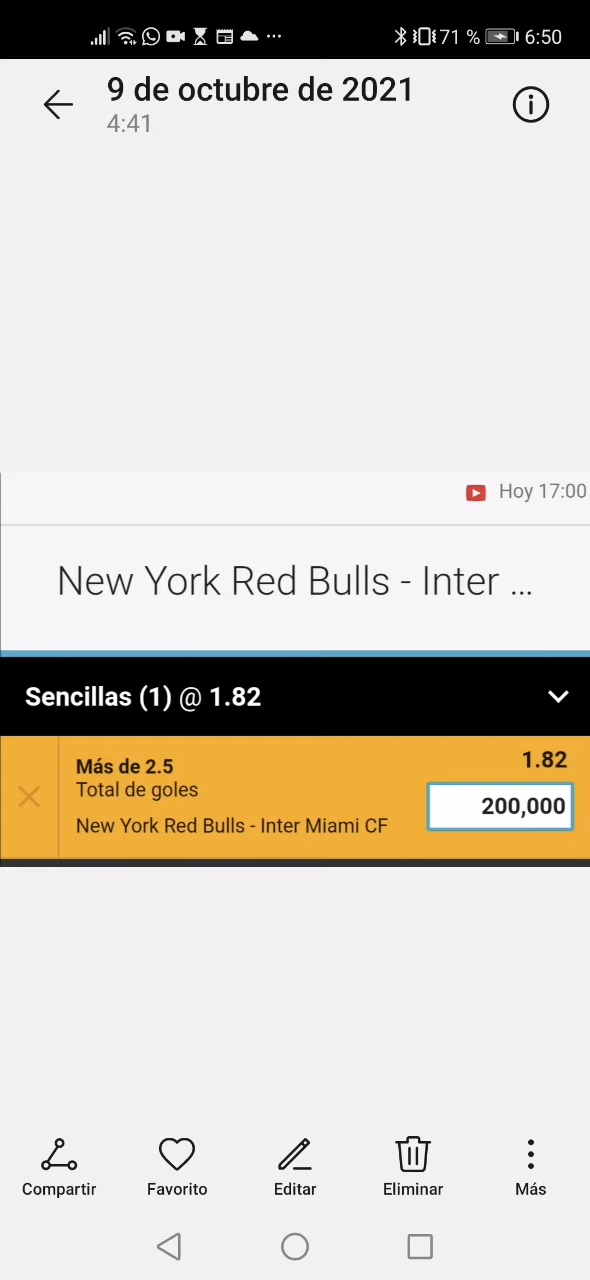 71 % 6:50
9 de octubre de 2021
4:41
Hoy 17:00
New York Red Bulls - Inter ...
Sencillas (1) @ 1.82
Más de 2.5 1.82
Total de goles
200,000
New York Red Bulls - Inter Miami CF
Compartir Favorito Editar Eliminar Más